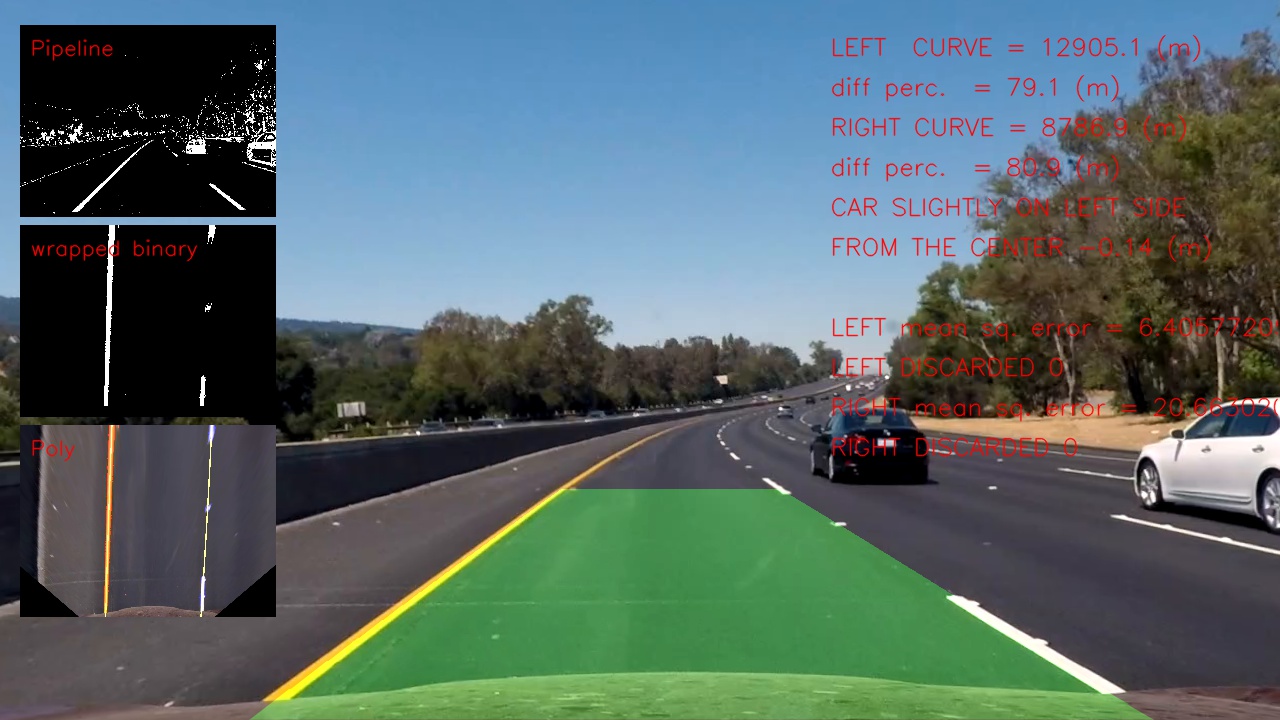 Pipeline
wrapped binary
Poly
LEFT  CURVE = 12905.1 (m)
diff perc.  = 79.1 (m)
RIGHT CURVE = 8786.9 (m)
diff perc.  = 80.9 (m)
CAR SLIGHTLY ON LEFT SIDE
FROM THE CENTER -0.14 (m)
LEFT mean sq. error = 6.4057720
LEFT DISCARDED 0
RIGHT mean sq. error = 20.663020
RIGHT DISCARDED 0